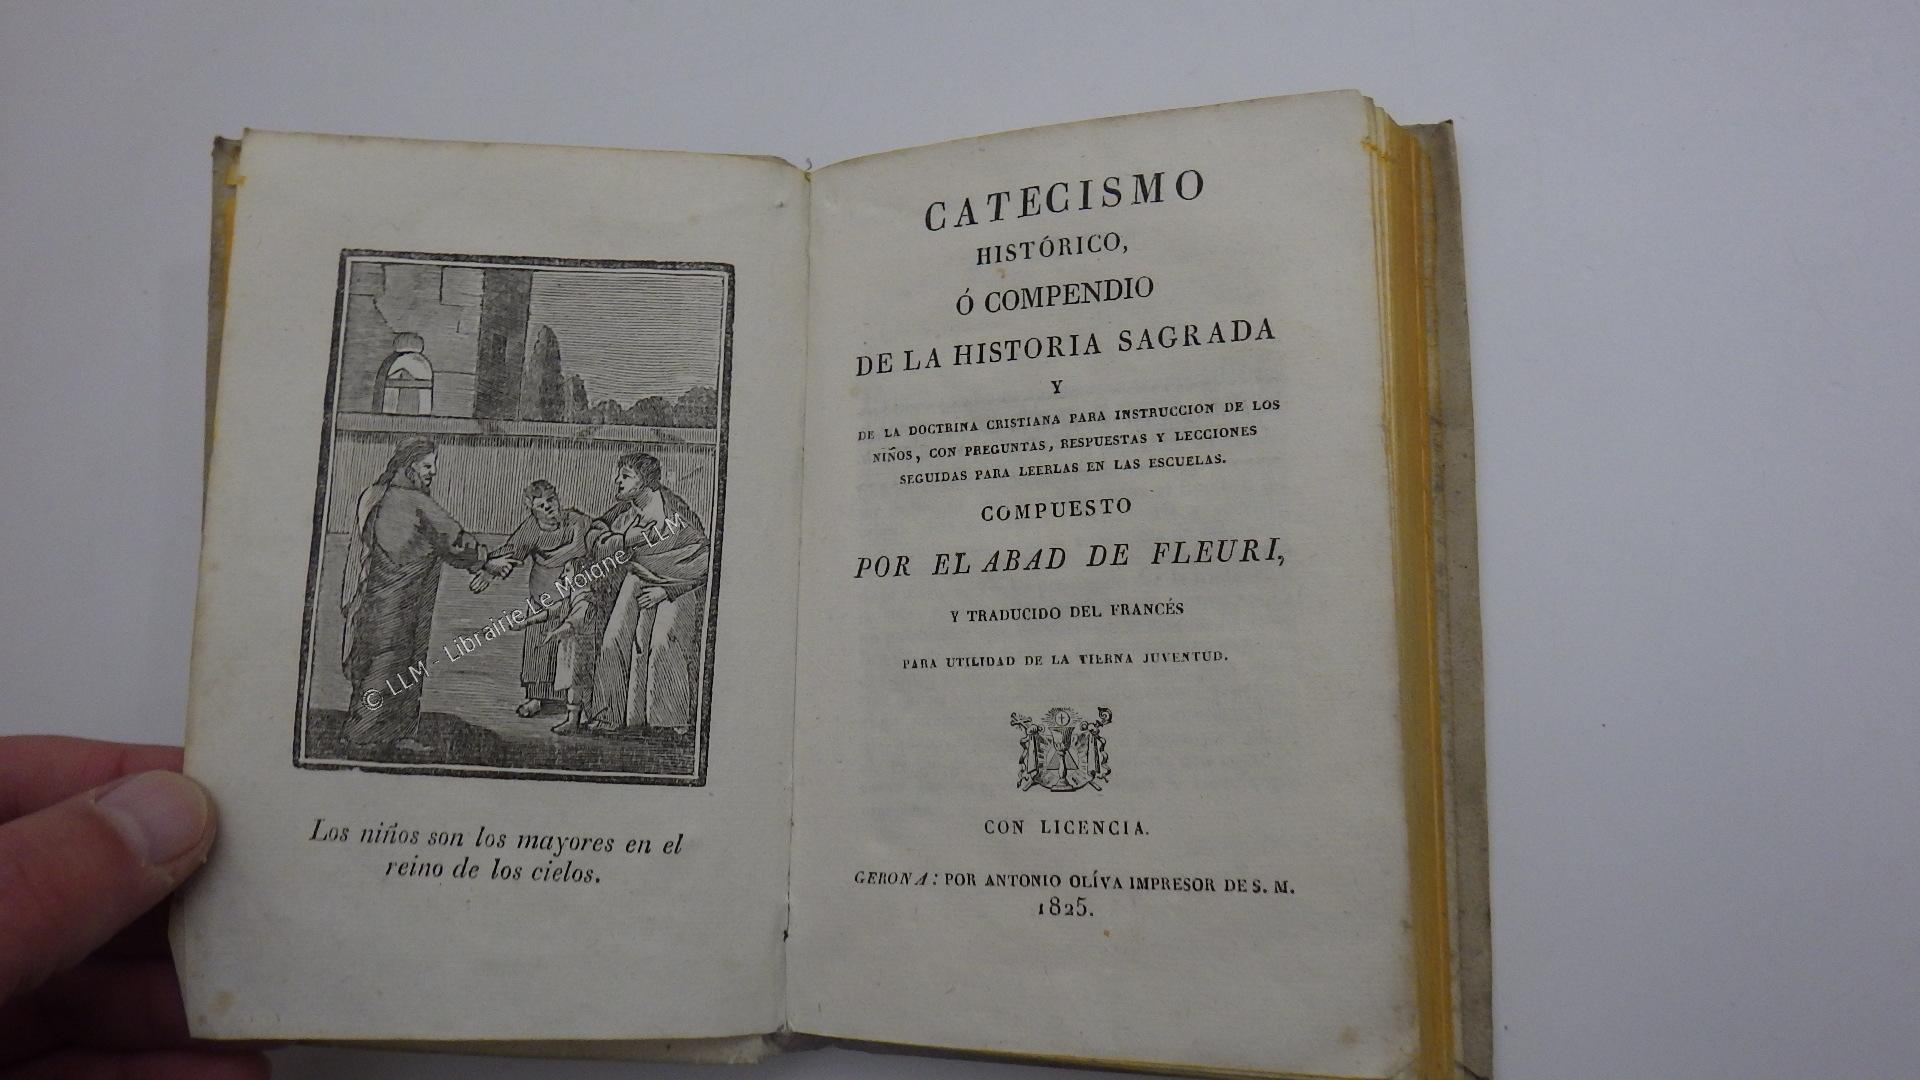 © LLM - Librairie Le Moigne - LLM
Los niños son los mayores en el
reino de los cielos.
CATECISMO
HISTÓRICO,
Ó COMPENDIO
DE LA HISTORIA SAGRADA
Y
DE LA DOCTRINA CRISTIANA PARA INSTRUCCION DE LOS
NIÑOS, CON PREGUNTAS, RESPUESTAS Y LECCIONES
SEGUIDAS PARA LEERLAS EN LAS ESCUELAS.
COMPUESTO
POR EL ABAD DE FLEURI,
Y TRADUCIDO DEL FRANCÉS
PARA UTILIDAD DE LA TIERNA JUVENTUD.
CON LICENCIA.
GERONA: POR ANTONIO OLÍVA IMPRESOR DE S. M.
1825.